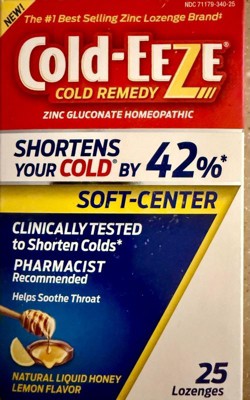 NDC 71179-340-25
NEW!
The #1 Best Selling Zinc Lozenge Brand‡
COLD-EEZE®
COLD REMEDY
ZINC GLUCONATE HOMEOPATHIC
SHORTENS
YOUR COLD® BY 42%*
SOFT-CENTER
CLINICALLY TESTED
to Shorten Colds*
PHARMACIST
Recommended
Helps Soothe Throat
NATURAL LIQUID HONEY
LEMON FLAVOR
25
Lozenges